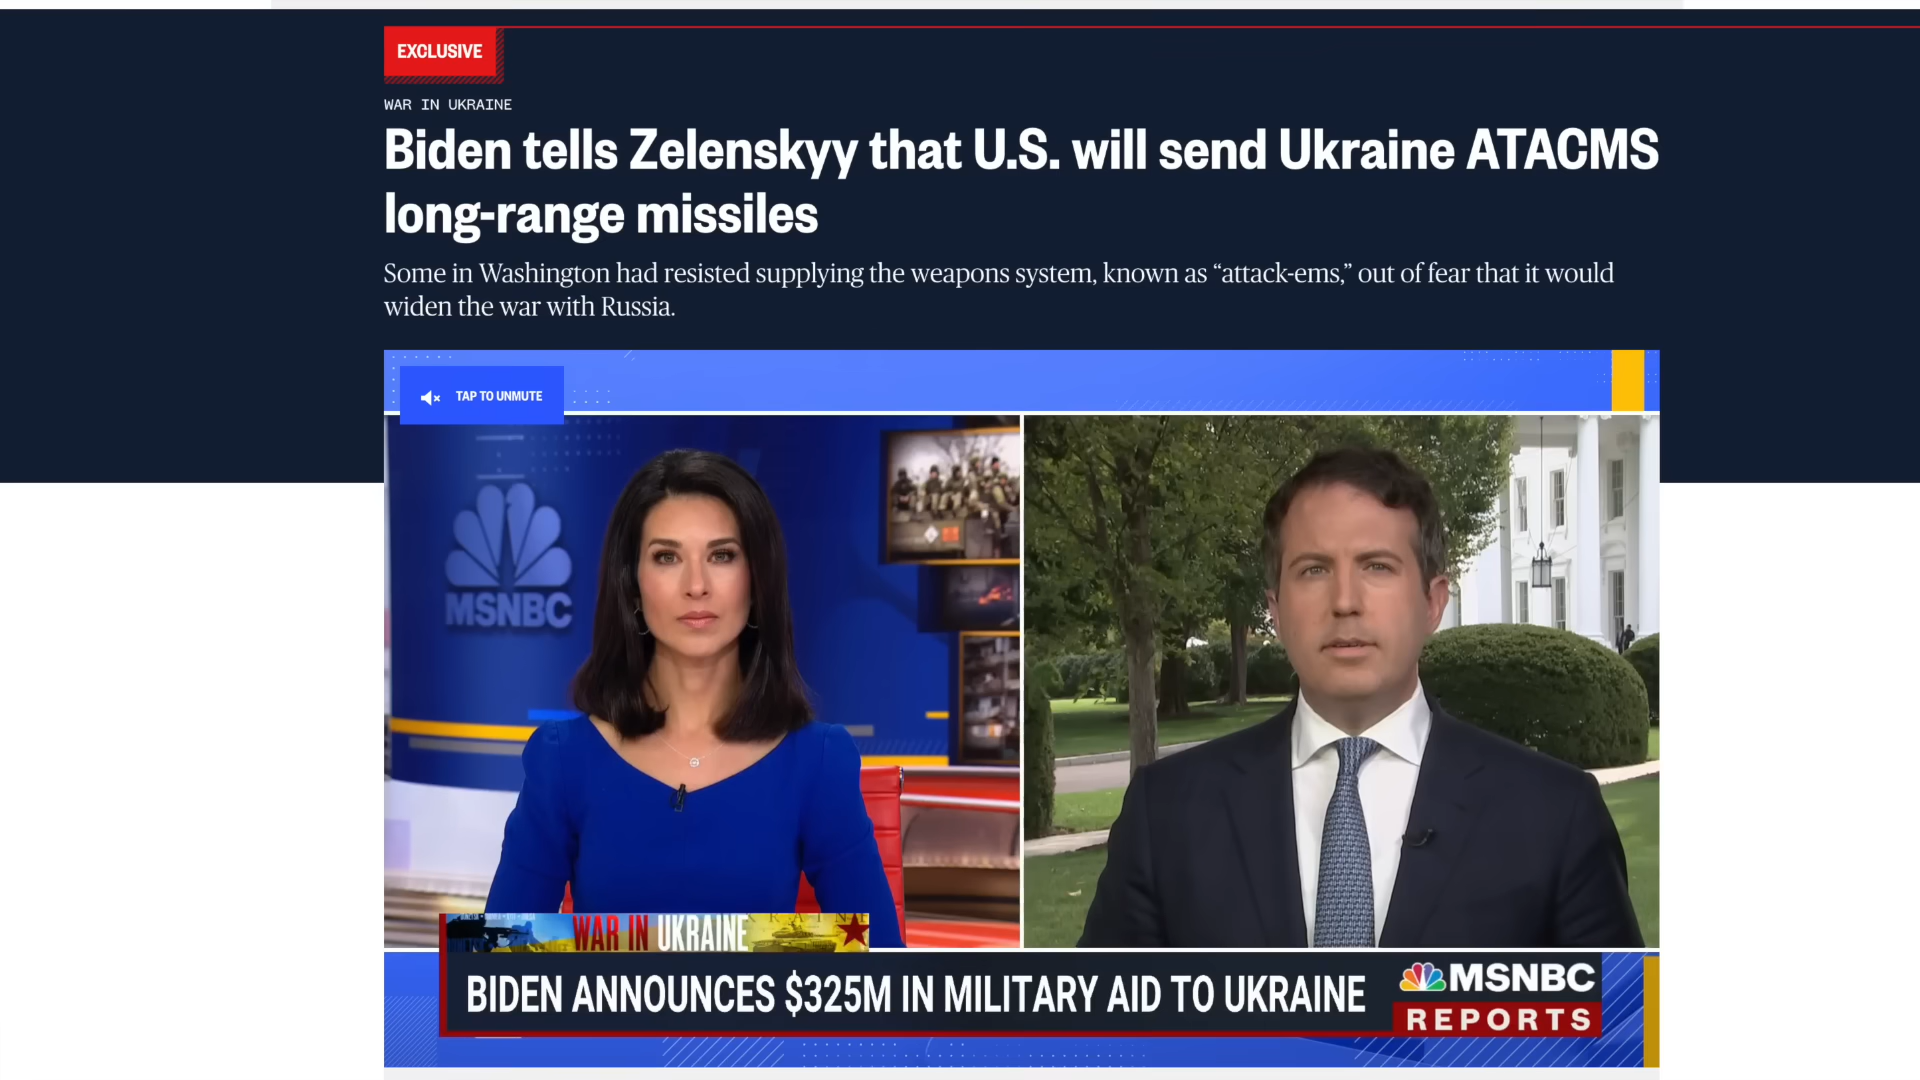 EXCLUSIVE
WAR IN UKRAINE
Biden tells Zelenskyy that U.S. will send Ukraine ATACMS
long-range missiles
Some in Washington had resisted supplying the weapons system, known as “attack-ems,” out of fear that it would
widen the war with Russia.
TAP TO UNMUTE
MSNBC
WAR IN UKRAINE
BIDEN ANNOUNCES $325M IN MILITARY AID TO UKRAINE
MSNBC
REPORTS